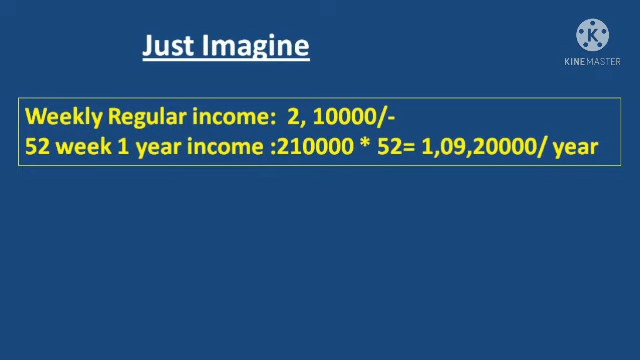 Just Imagine
K
KINEMASTER
Weekly Regular income:  2, 10000/-
52 week 1 year income :210000 * 52= 1,09,20000/ year